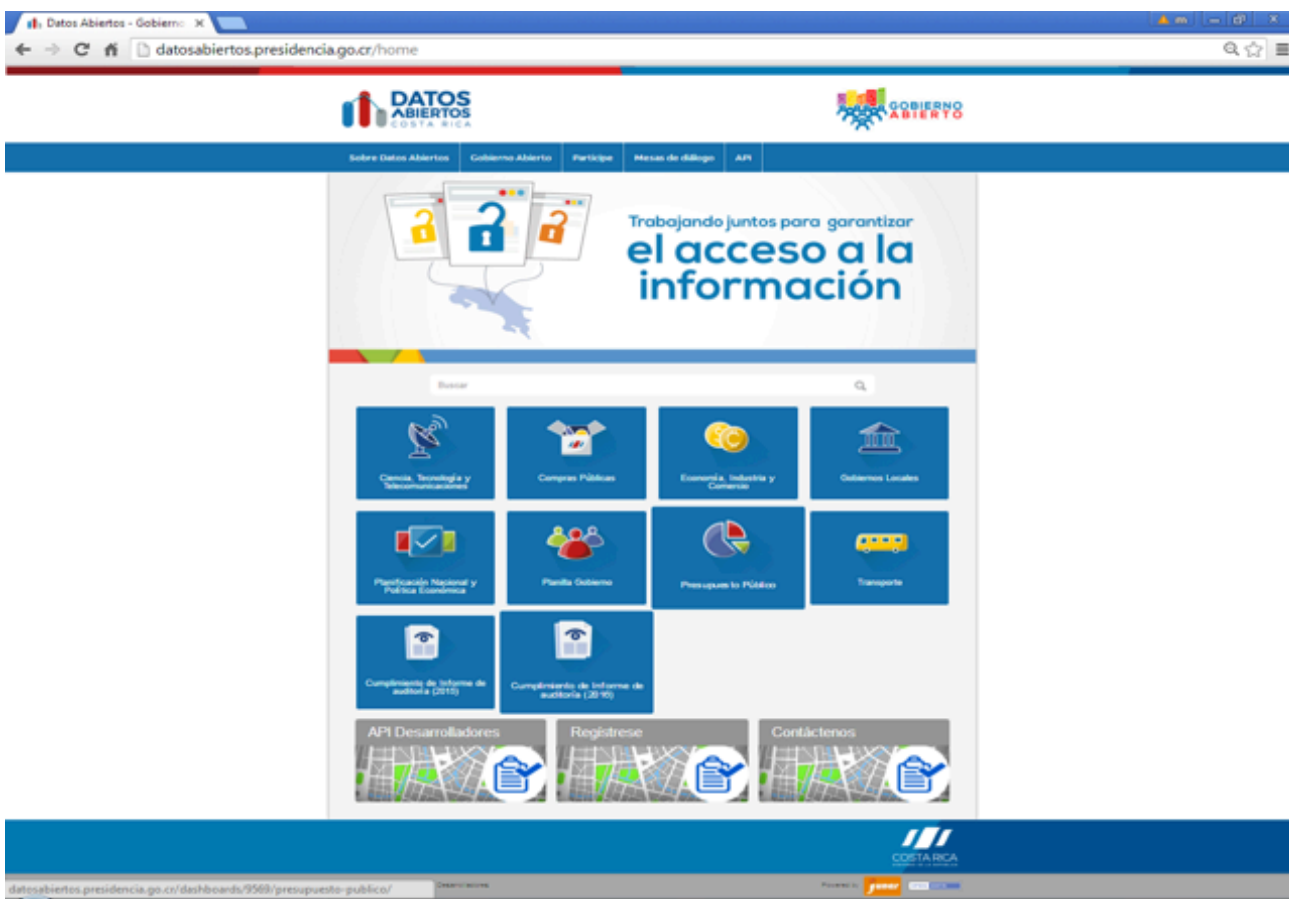 Datos Abiertos - Gobierno
datosabiertos.presidencia.go.cr/home
DATOS
ABIERTOS
COSTA RICA
GOBIERNO
ABIERTO
Sobre Datos Abiertos Gobierno Abierto Participe Mesas de diálogo API
Trabajando juntos para garantizar
el acceso a la
información
Buscar
Ciencia, Tecnología y
Telecomunicaciones
Compras Públicas
Economía, Industria y
Comercio
Gobiernos Locales
Planificación Nacional y
Política Económica
Planilla Gobierno
Presupuesto Público
Transporte
Cumplimiento de Informe de
auditoría (2015)
Cumplimiento de Informe de
auditoría (2016)
API Desarrolladores
Regístrese
Contáctenos
COSTA RICA
datosabiertos.presidencia.go.cr/dashboards/9569/presupuesto-publico/
Desarrolladores
Powered by junar